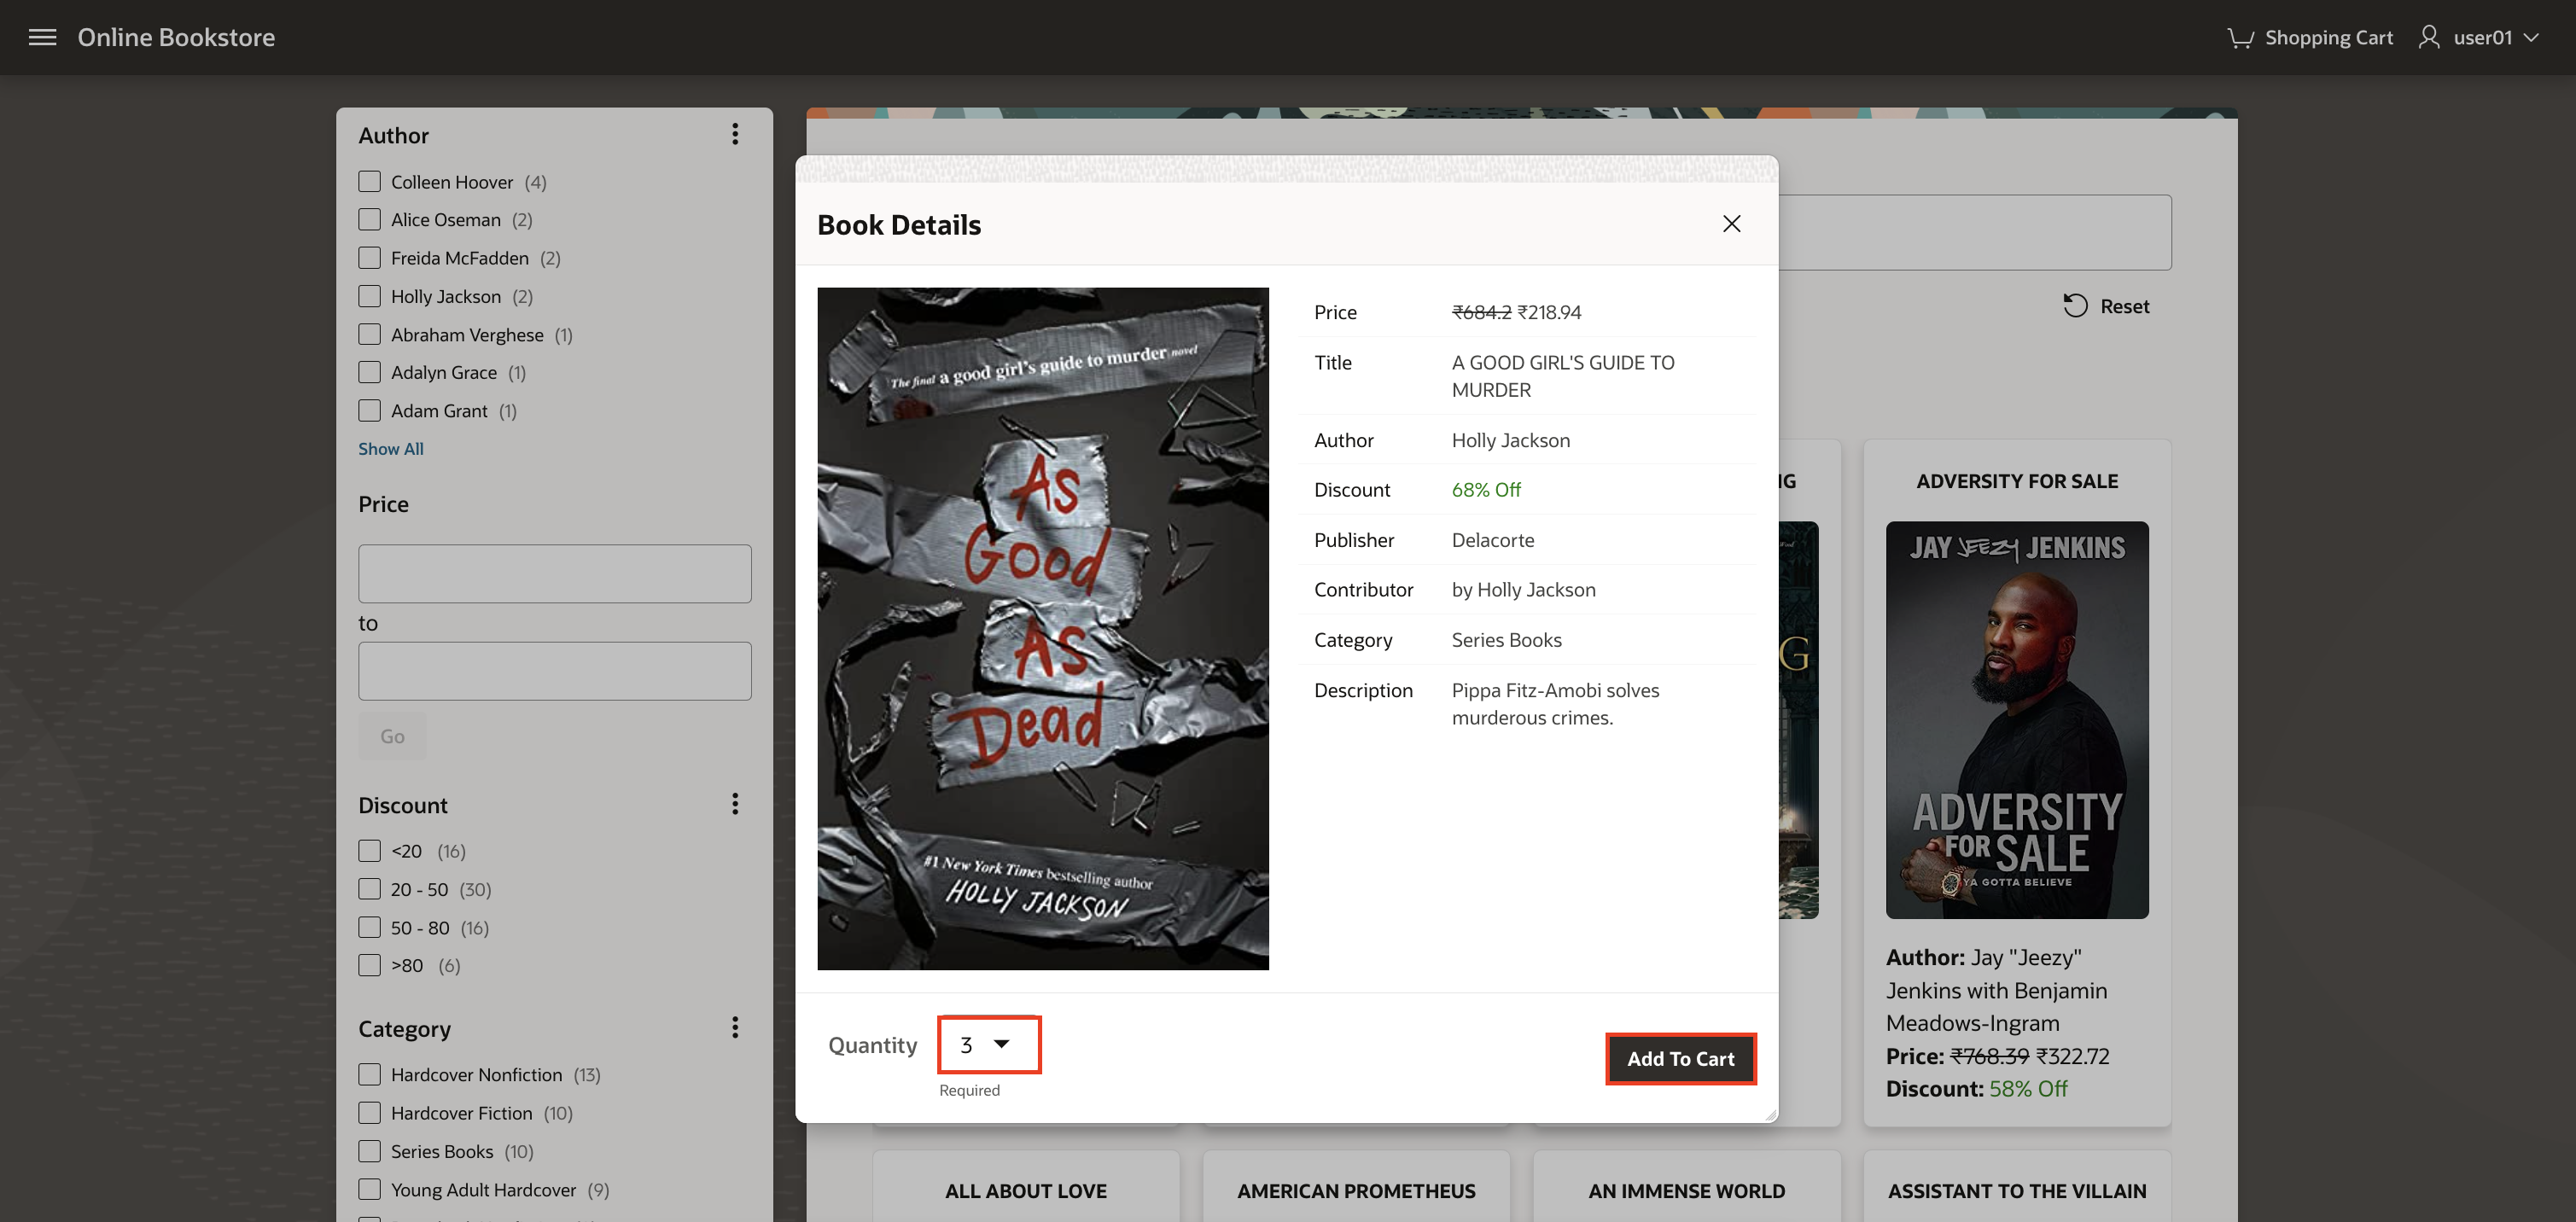 Online Bookstore
Shopping Cart
user01
Author
Colleen Hoover (4)
Alice Oseman (2)
Freida McFadden (2)
Holly Jackson (2)
Abraham Verghese (1)
Adalyn Grace (1)
Adam Grant (1)
Show All
Price
to
Go
Discount
<20 (16)
20 - 50 (30)
50 - 80 (16)
>80 (6)
Category
Hardcover Nonfiction (13)
Hardcover Fiction (10)
Series Books (10)
Young Adult Hardcover (9)
Book Details
The final a good girl's guide to murder novel
As
Good
As
Dead
#1 New York Times bestselling author
HOLLY JACKSON
Price ₹684.2 ₹218.94
Title A GOOD GIRL'S GUIDE TO
MURDER
Author Holly Jackson
Discount 68% Off
Publisher Delacorte
Contributor by Holly Jackson
Category Series Books
Description Pippa Fitz-Amobi solves
murderous crimes.
Quantity 3
Required
Add To Cart
Reset
IG
G
ADVERSITY FOR SALE
JAY JEEZY JENKINS
ADVERSITY
FOR SALE
YA GOTTA BELIEVE
Author: Jay "Jeezy"
Jenkins with Benjamin
Meadows-Ingram
Price: ₹768.39 ₹322.72
Discount: 58% Off
ALL ABOUT LOVE
AMERICAN PROMETHEUS
AN IMMENSE WORLD
ASSISTANT TO THE VILLAIN